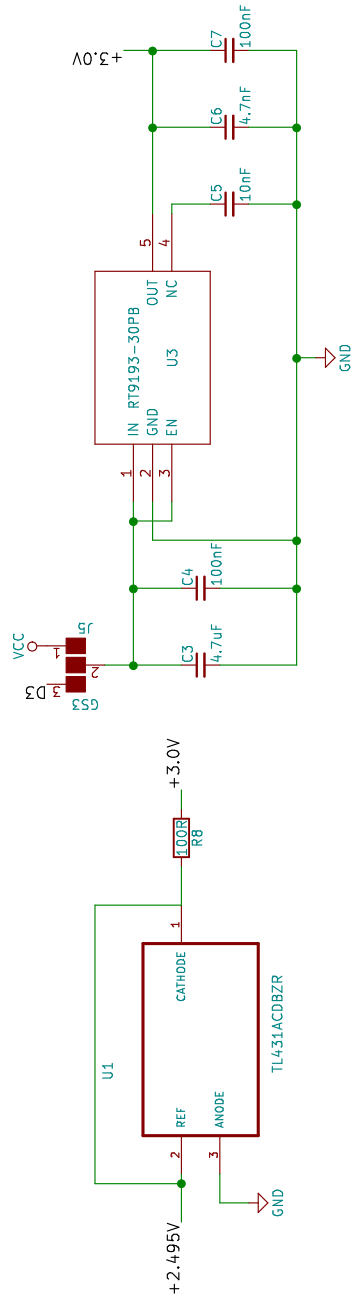 +3.0V
C7
100nF
C6
4.7nF
C5
10nF
5
4
OUT
NC
RT9193-30PB
U3
IN
GND
EN
1
2
3
GND
C4
100nF
C3
4.7uF
VCC
J5
1
2
3
D3
GS3
+3.0V
100R
R8
1
CATHODE
U1
TL431ACDBZR
REF
ANODE
2
3
GND
+2.495V